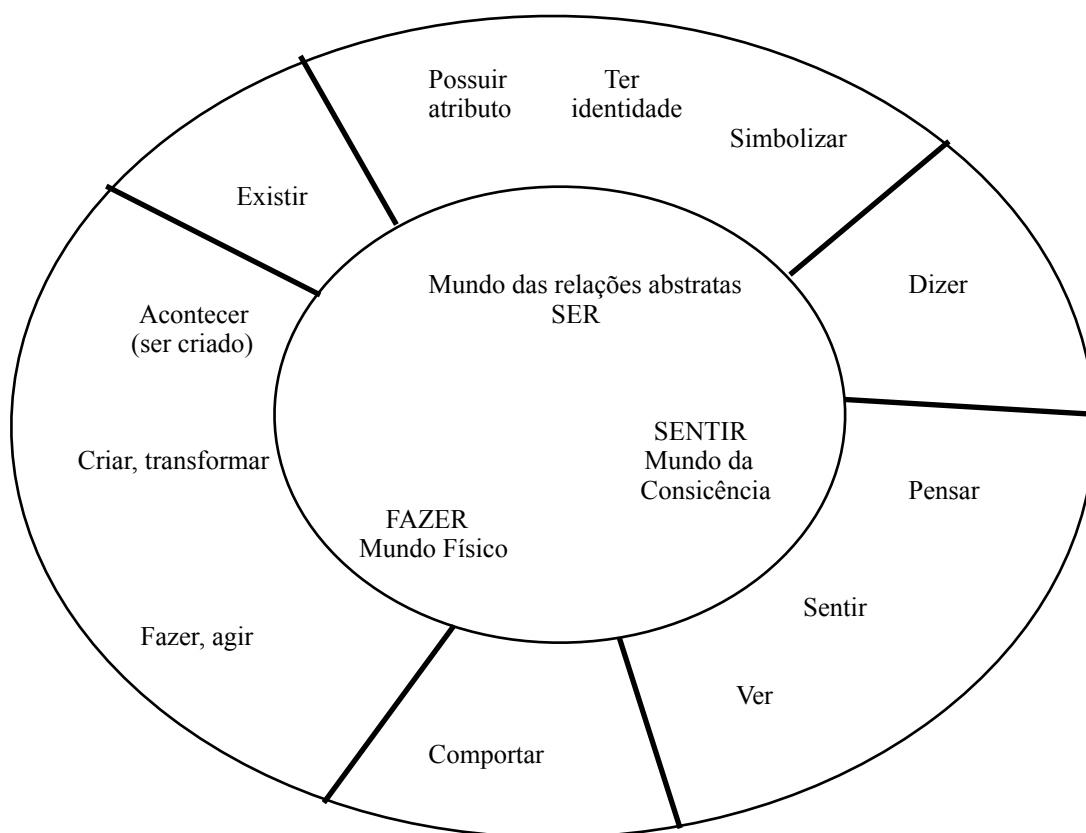 Possuir
atributo
Ter
identidade
Simbolizar
Existir
Dizer
Mundo das relações abstratas
SER
Acontecer
(ser criado)
SENTIR
Mundo da
Consicência
Criar, transformar
Pensar
FAZER
Mundo Físico
Sentir
Fazer, agir
Ver
Comportar